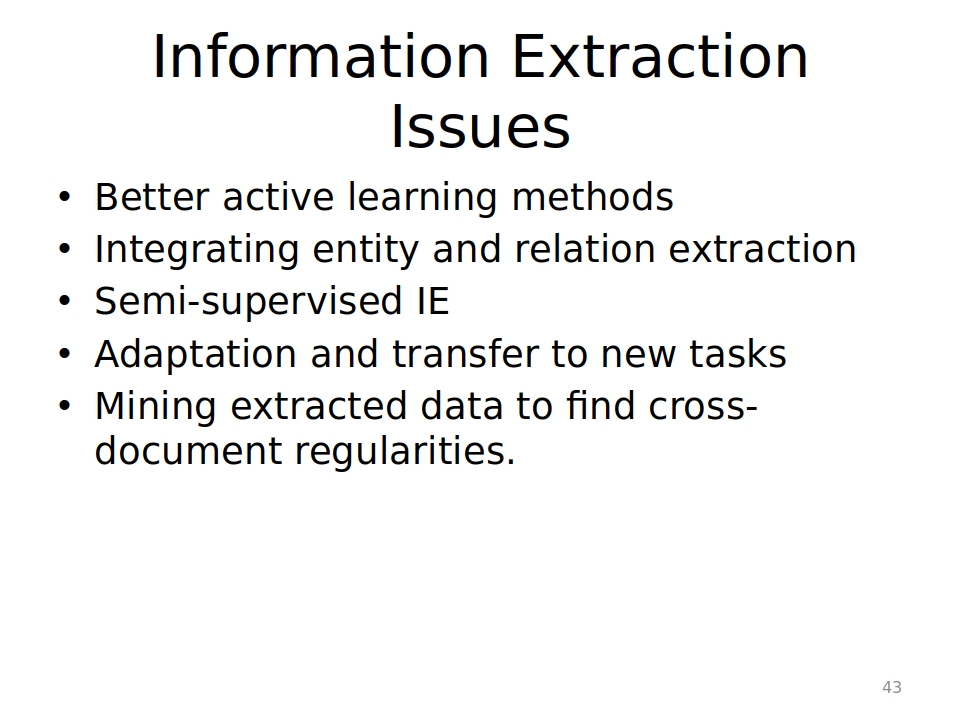 Information Extraction
Issues
• Better active learning methods
• Integrating entity and relation extraction
• Semi-supervised IE
• Adaptation and transfer to new tasks
• Mining extracted data to find cross-
document regularities.
43